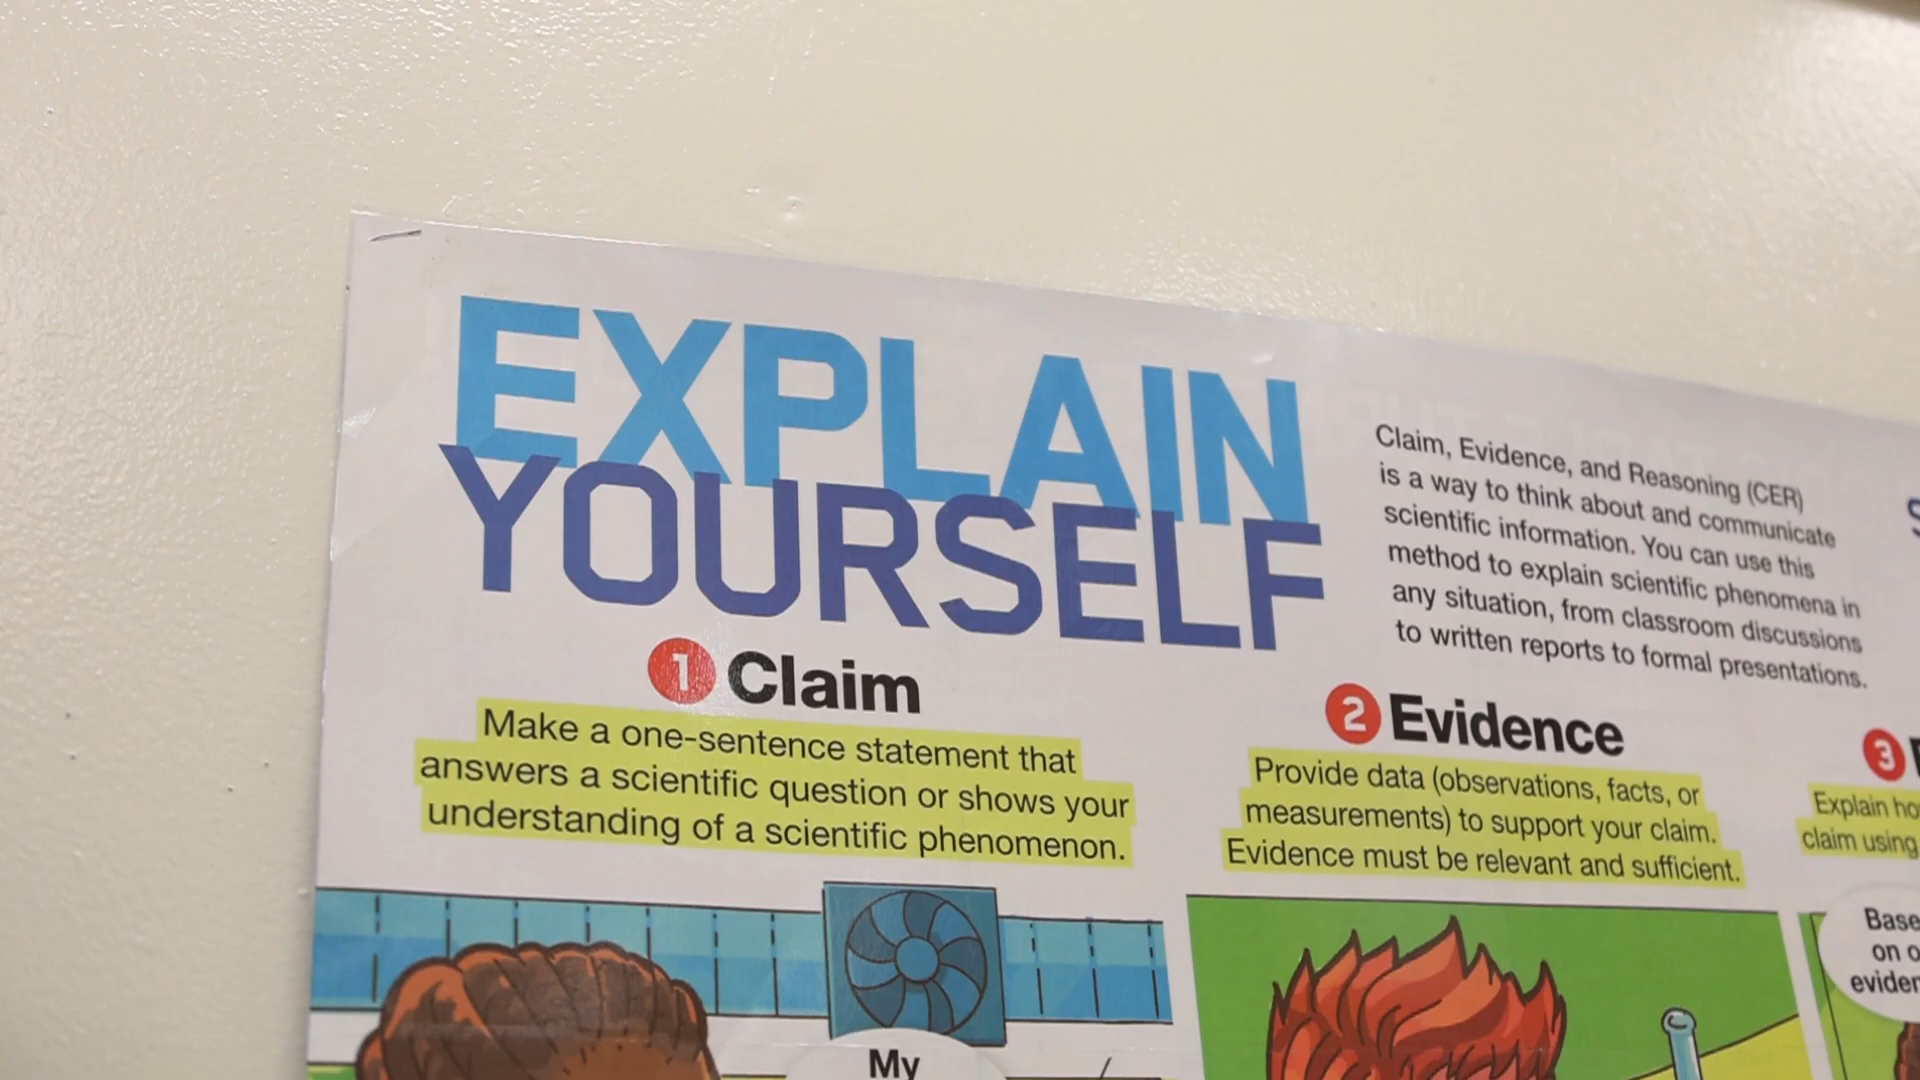 EXPLAIN
YOURSELF
Claim, Evidence, and Reasoning (CER)
is a way to think about and communicate
scientific information. You can use this
method to explain scientific phenomena in
any situation, from classroom discussions
to written reports to formal presentations.
1 Claim
Make a one-sentence statement that
answers a scientific question or shows your
understanding of a scientific phenomenon.
2 Evidence
Provide data (observations, facts, or
measurements) to support your claim.
Evidence must be relevant and sufficient.
3
Explain
claim using
on
My